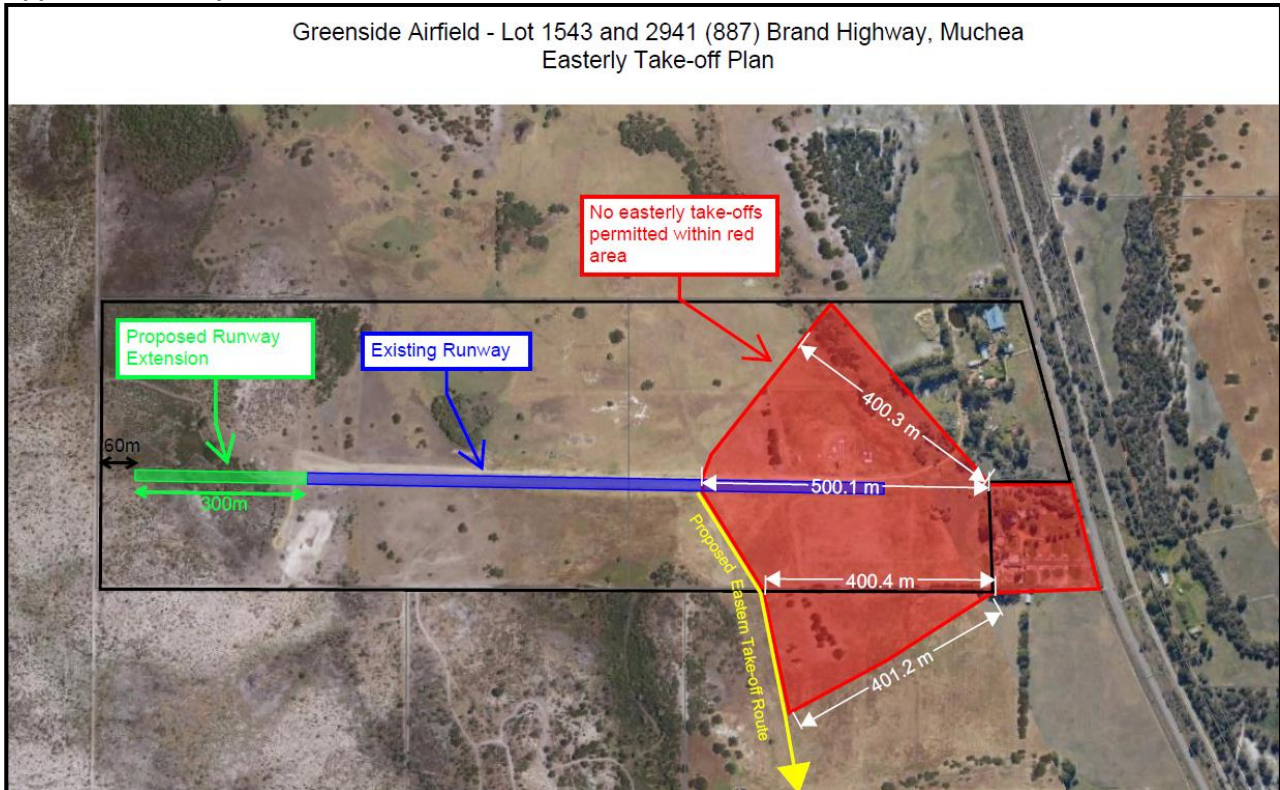 Greenside Airfield - Lot 1543 and 2941 (887) Brand Highway, Muchea
Easterly Take-off Plan
No easterly take-offs
permitted within red
area
Proposed Runway
Extension
Existing Runway
400.3 m
60m
300m
500.1 m
Proposed Eastern Take-off Route
400.4 m
401.2 m